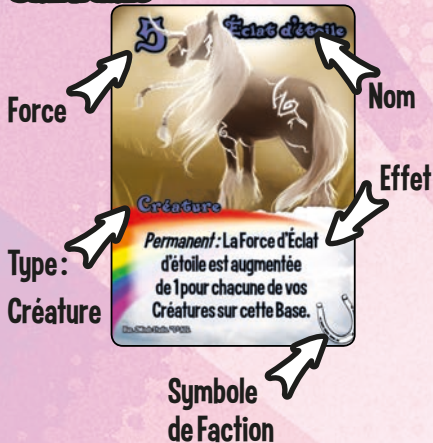 Force
Nom
Effet
Type :
Créature
Symbole
de Faction
5
Éclat d'étoile
Créature
Permanent : La Force d'Éclat
d'étoile est augmentée
de 1 pour chacune de vos
Créatures sur cette Base.